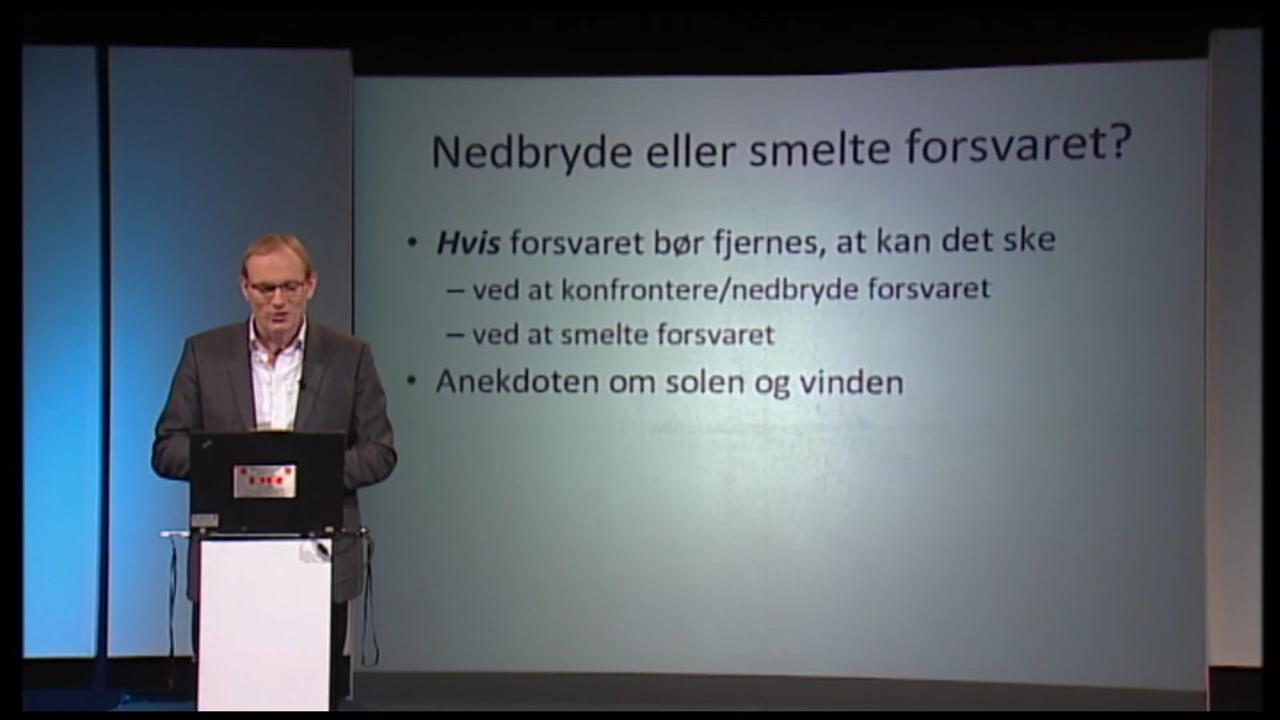 Nedbryde eller smelte forsvaret?
• Hvis forsvaret bør fjernes, at kan det ske
– ved at konfrontere/nedbryde forsvaret
– ved at smelte forsvaret
• Anekdoten om solen og vinden